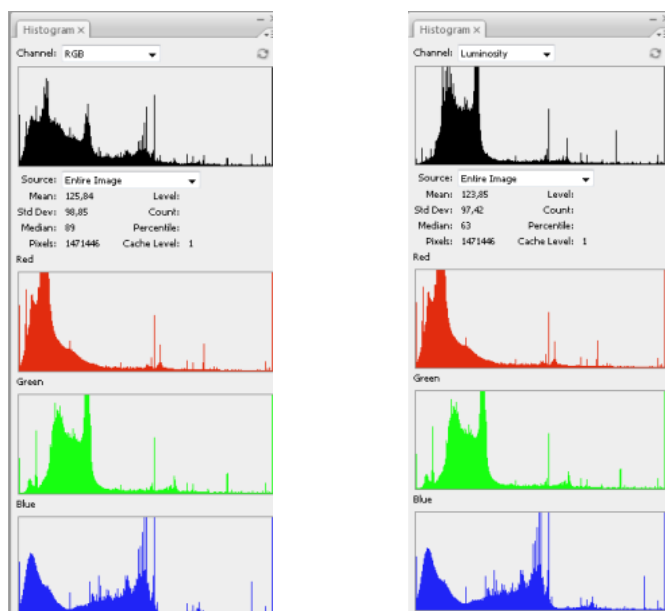 Histogram ×
Channel: RGB
Source: Entire Image
Mean: 125,84 Level:
Std Dev: 98,85 Count:
Median: 89 Percentile:
Pixels: 1471446 Cache Level: 1
Red
Green
Blue
Histogram ×
Channel: Luminosity
Source: Entire Image
Mean: 123,85 Level:
Std Dev: 97,42 Count:
Median: 63 Percentile:
Pixels: 1471446 Cache Level: 1
Red
Green
Blue